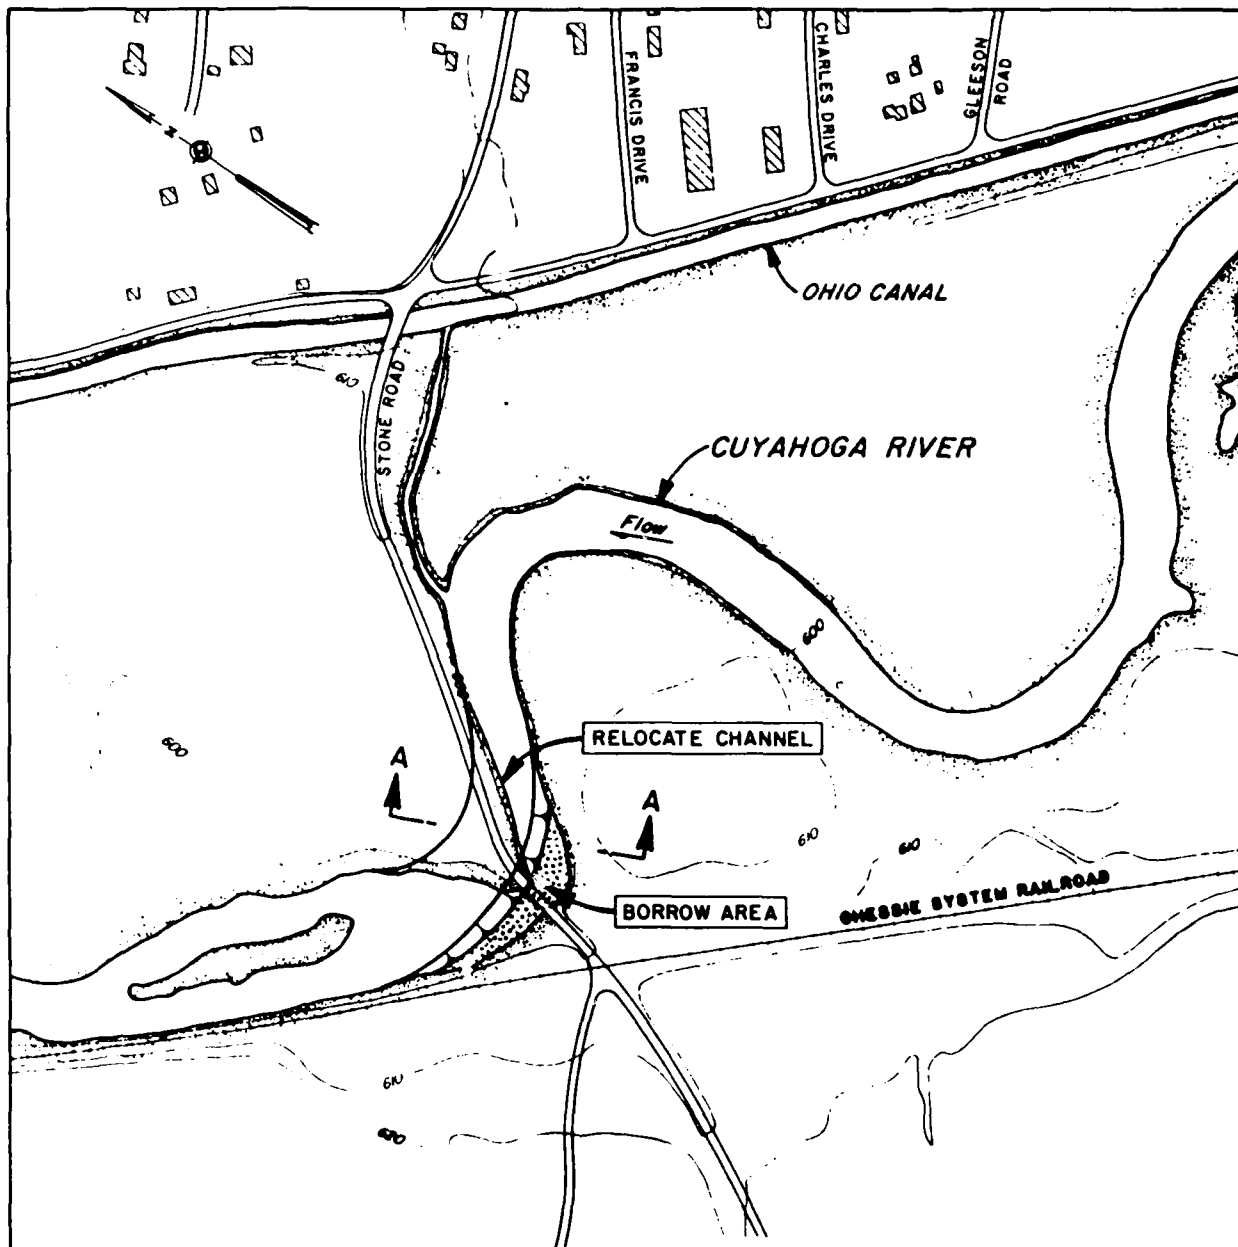 FRANCIS DRIVE
CHARLES DRIVE
GLEESON
ROAD
OHIO CANAL
610
STONE ROAD
CUYAHOGA RIVER
Flow
600
600
RELOCATE CHANNEL
A
A
610
610
CHESSIE SYSTEM RAILROAD
BORROW AREA
610
620